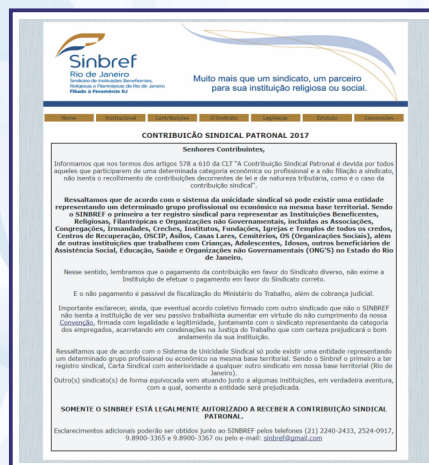 Sinbref
Rio de Janeiro
Sindicato de Instituições Beneficentes,
Religiosas e Filantrópicas do Rio de Janeiro
Filiado à Fecomércio RJ
Muito mais que um sindicato, um parceiro
para sua instituição religiosa ou social.
Home Institucional Contribuições O Sindicato Legislação Estatuto Convenções
CONTRIBUICÃO SINDICAL PATRONAL 2017
Senhores Contribuintes,
Informamos que nos termos dos artigos 578 a 610 da CLT "A Contribuição Sindical Patronal é devida por todos
aqueles que participarem de uma determinada categoria econômica ou profissional e a não filiação a sindicato,
não isenta o recolhimento de contribuições decorrentes de lei e de natureza tributária, como é o caso da
contribuição sindical".
Ressaltamos que de acordo com o sistema da unicidade sindical só pode existir uma entidade
representando um determinado grupo profissional ou econômico na mesma base territorial. Sendo
o SINBREF o primeiro a ter registro sindical para representar as Instituições Beneficentes,
Religiosas, Filantrópicas e Organizações não Governamentais, incluídas as Associações,
Congregações, Irmandades, Creches, Institutos, Fundações, Igrejas e Templos de todos os credos,
Centros de Recuperação, OSCIP, Asilos, Casas Lares, Cemitérios, OS (Organizações Sociais), além
de outras instituições que trabalhem com Crianças, Adolescentes, Idosos, outros beneficiários de
Assistência Social, Educação, Saúde e Organizações não Governamentais (ONG'S) no Estado do Rio
de Janeiro.
Nesse sentido, lembramos que o pagamento da contribuição em favor do Sindicato diverso, não exime a
Instituição de efetuar o pagamento em favor do Sindicato correto.
E o não pagamento é passível de fiscalização do Ministério do Trabalho, além de cobrança judicial.
Importante esclarecer, ainda, que eventual acordo coletivo firmado com outro sindicado que não o SINBREF
não isenta a Instituição de ver seu passivo trabalhista aumentar em virtude do não cumprimento da nossa
Convenção, firmada com legalidade e legitimidade, juntamente com o sindicato representante da categoria
dos empregados, acarretando em condenações na Justiça do Trabalho que com certeza prejudicará o bom
andamento da sua instituição.
Ressaltamos que de acordo com o Sistema de Unicidade Sindical só pode existir uma entidade representando
um determinado grupo profissional ou econômico na mesma base territorial. Sendo o Sinbref o primeiro a ter
registro sindical, Carta Sindical com anterioridade a qualquer outro sindicato em nossa base territorial (Rio de
Janeiro).
Outro(s) sindicato(s) de forma equivocada vem atuando junto a algumas instituições, em verdadeira aventura,
com a qual, somente a entidade será prejudicada.
SOMENTE O SINBREF ESTÁ LEGALMENTE AUTORIZADO A RECEBER A CONTRIBUIÇÃO SINDICAL
PATRONAL.
Esclarecimentos adicionais poderão ser obtidos junto ao SINBREF pelos telefones (21) 2240-2433, 2524-0917,
9.8900-3365 e 9.8900-3367 ou pelo e-mail: sinbref@gmail.com